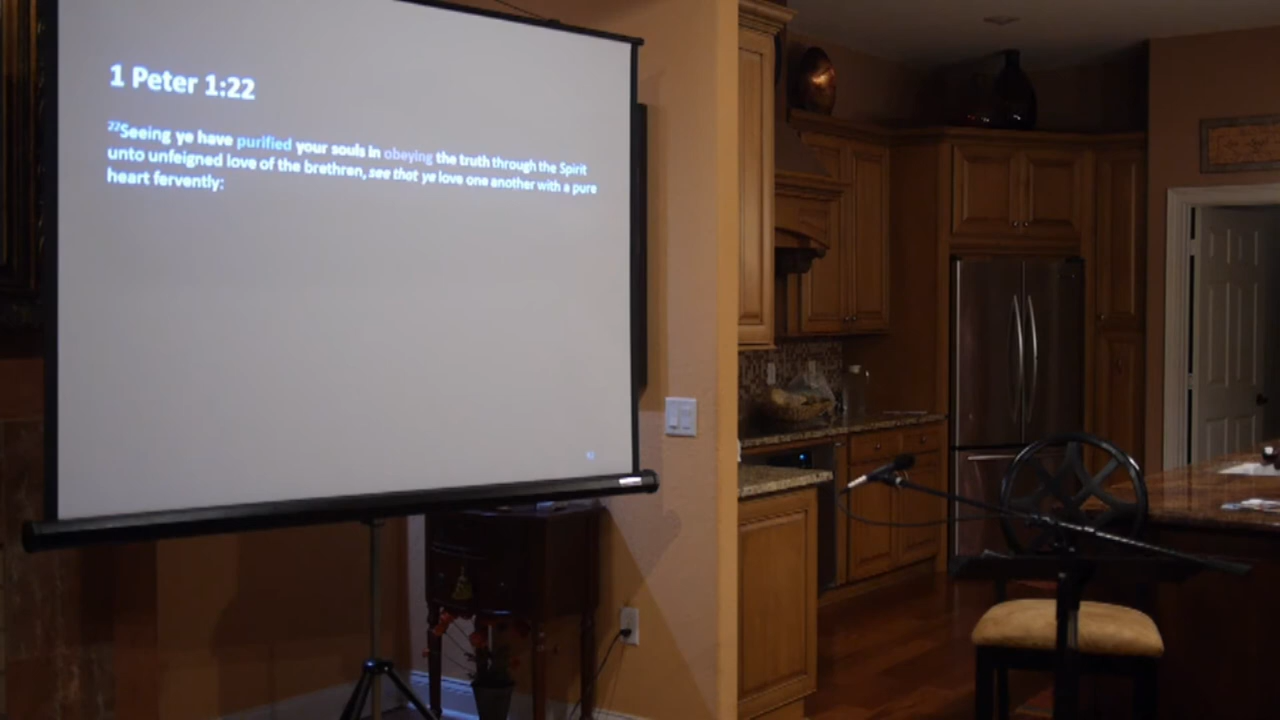 1 Peter 1:22
22Seeing ye have purified your souls in obeying the truth through the Spirit
unto unfeigned love of the brethren, see that ye love one another with a pure
heart fervently: